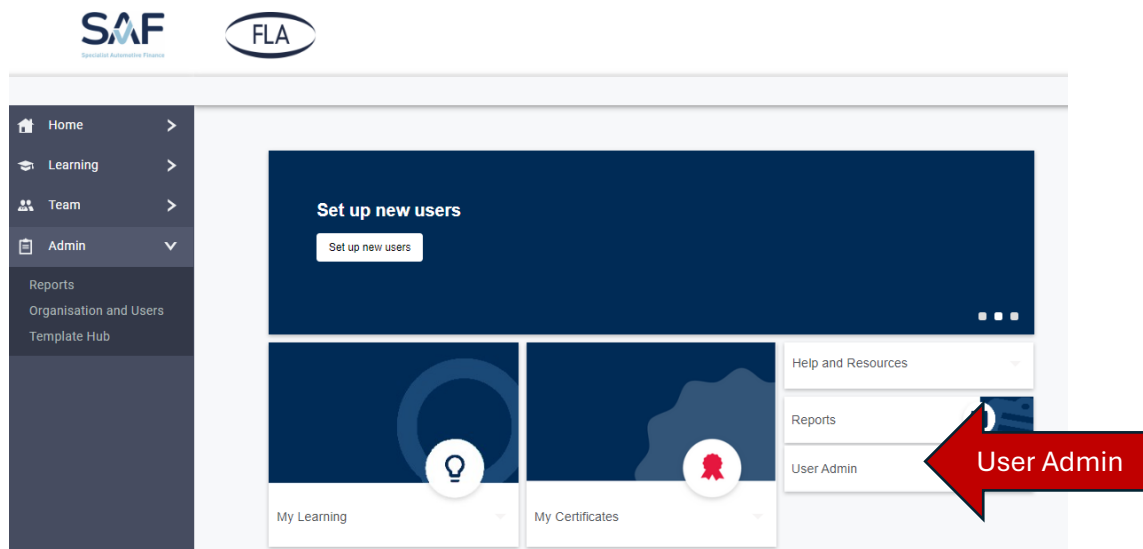 SAF
Specialist Automotive Finance
FLA
Home
Learning
Team
Admin
Reports
Organisation and Users
Template Hub
Set up new users
Set up new users
Help and Resources
Reports
User Admin
User Admin
My Learning
My Certificates